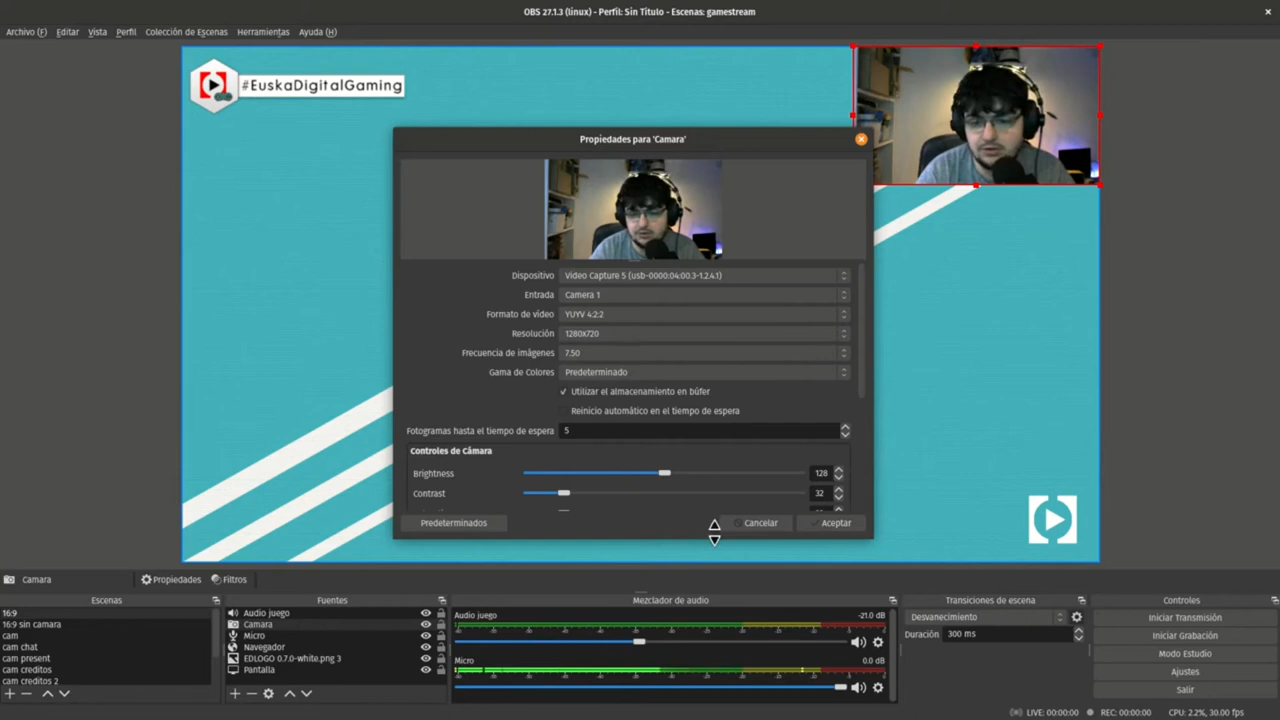 OBS 27.1.3 (linux) - Perfil: Sin Título - Escenas: gamestream
Archivo (F) Editar Vista Perfil Colección de Escenas Herramientas Ayuda (H)
#EuskaDigitalGaming
Propiedades para 'Camara'
Dispositivo Video Capture 5 (usb-0000:04:00.3-1.2.4.1)
Entrada Camera 1
Formato de vídeo YUYV 4:2:2
Resolución 1280x720
Frecuencia de imágenes 7.50
Gama de Colores Predeterminado
Utilizar el almacenamiento en búfer
Reinicio automático en el tiempo de espera
Fotogramas hasta el tiempo de espera 5
Controles de Cámara
Brightness 128
Contrast 32
Predeterminados Cancelar Aceptar
Camara Propiedades Filtros
Escenas
16:9
16:9 sin camara
cam
cam chat
cam present
cam creditos
cam creditos 2
Fuentes
Audio juego
Camara
Micro
Navegador
EDLOGO 0.7.0-white.png 3
Pantalla
Mezclador de audio
Audio juego -21.0 dB
Micro 0.0 dB
Transiciones de escena
Desvanecimiento
Duración 300 ms
Controles
Iniciar Transmisión
Iniciar Grabación
Modo Estudio
Ajustes
Salir
LIVE: 00:00:00 REC: 00:00:00 CPU: 2.2%, 30.00 fps